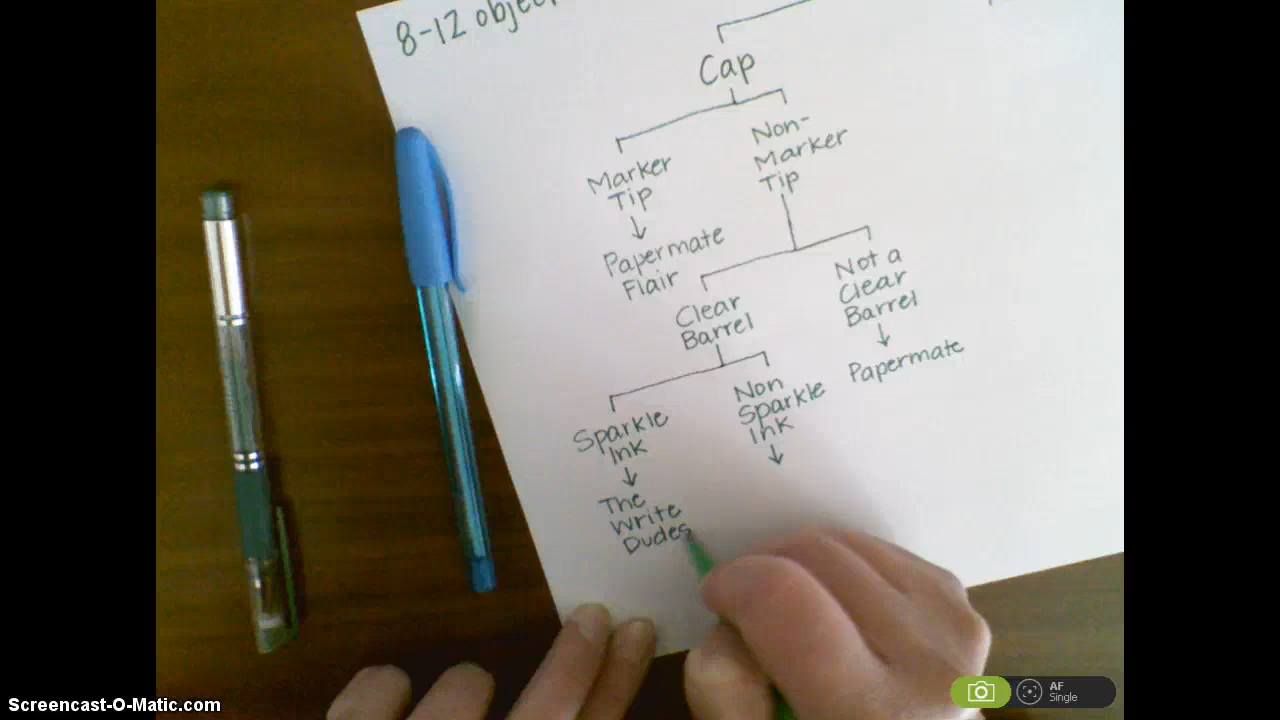 8-12 object
Cap
Marker
Tip
Papermate
Flair
Non-
Marker
Tip
Clear
Barrel
Sparkle
Ink
The
Write
Dudes
Non
Sparkle
Ink
Not a
Clear
Barrel
Papermate
AF
Single
Screencast-O-Matic.com